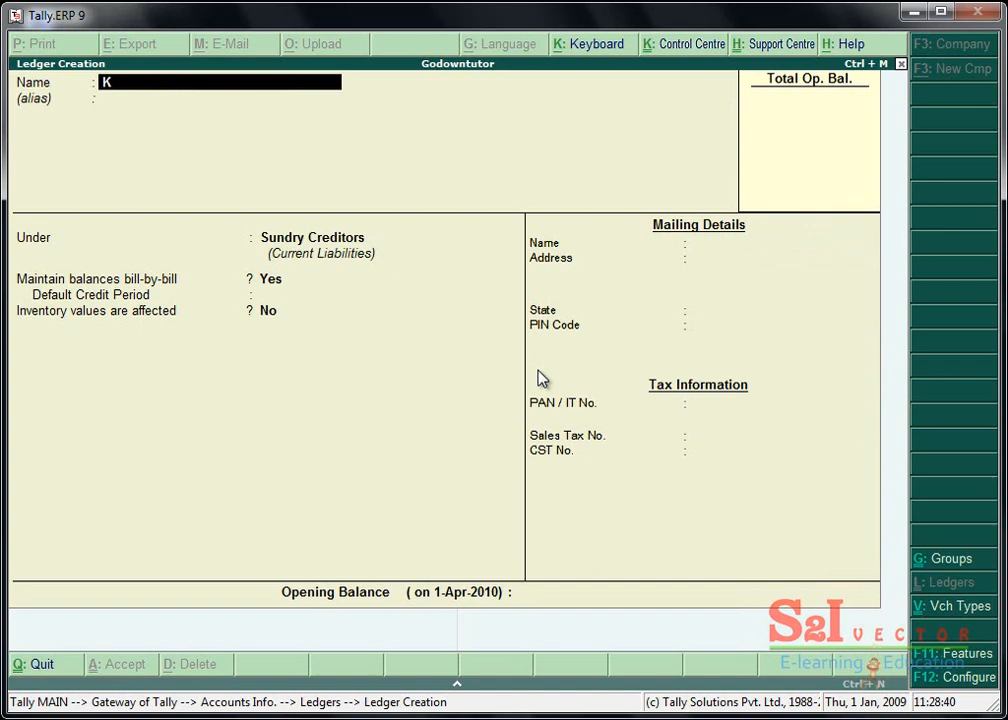 Tally.ERP 9
P: Print E: Export M: E-Mail O: Upload G: Language K: Keyboard K: Control Centre H: Support Centre H: Help F3: Company
Ledger Creation Godowntutor Ctrl + M F3: New Cmp
Name : K
(alias) :
Total Op. Bal.
Under : Sundry Creditors
(Current Liabilities)
Maintain balances bill-by-bill ? Yes
Default Credit Period :
Inventory values are affected ? No
Mailing Details
Name :
Address :
State :
PIN Code :
Tax Information
PAN / IT No. :
Sales Tax No. :
CST No. :
Opening Balance ( on 1-Apr-2010) :
G: Groups
L: Ledgers
V: Vch Types
F11: Features
F12: Configure
S2I VECTOR
E-learning Education
Q: Quit A: Accept D: Delete
Ctrl + N
Tally MAIN --> Gateway of Tally --> Accounts Info. --> Ledgers --> Ledger Creation (c) Tally Solutions Pvt. Ltd., 1988- Thu, 1 Jan, 2009 11:28:40